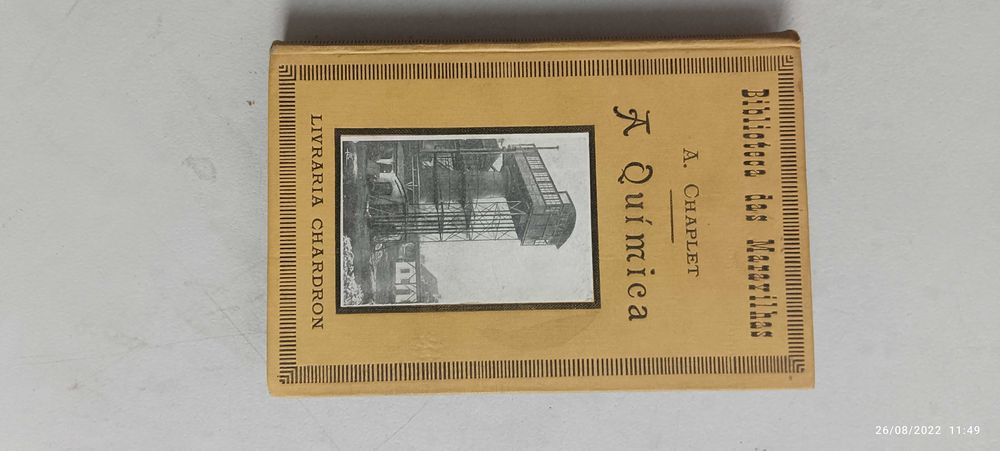 Biblioteca das Maravilhas
A. CHAPLET
A Química
LIVRARIA CHARDRON
26/08/2022 11:49